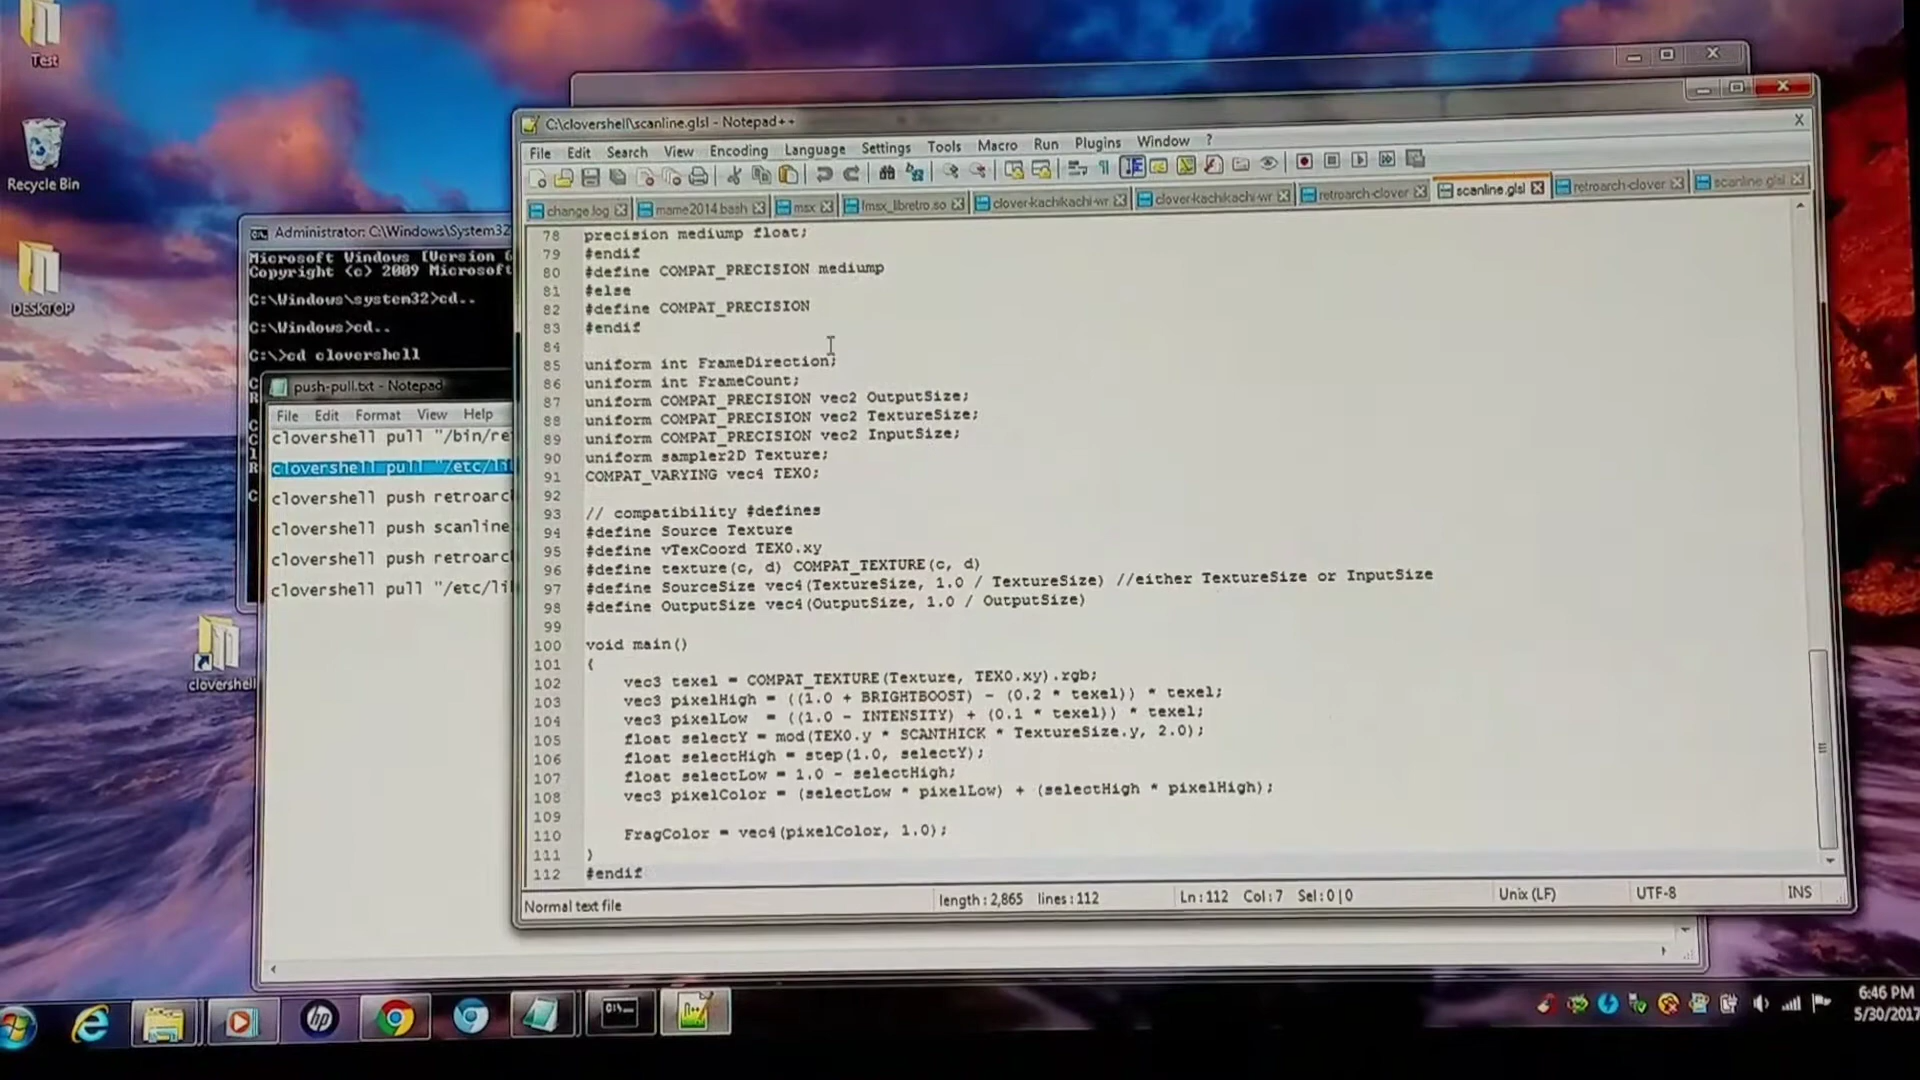 Test
Recycle Bin
DESKTOP
clovershell
Administrator: C:\Windows\System32
Microsoft Windows [Version 6
Copyright (c) 2009 Microsoft
C:\Windows\system32>cd..
C:\Windows>cd..
C:\>cd clovershell
push-pull.txt - Notepad
File Edit Format View Help
clovershell pull "/bin/re
clovershell pull "/etc/li
clovershell push retroarc
clovershell push scanline
clovershell push retroarc
clovershell pull "/etc/li
C:\clovershell\scanline.glsl - Notepad++
File Edit Search View Encoding Language Settings Tools Macro Run Plugins Window ?
change.log mame2014.bash msx fmsx_libretro.so clover-kachikachi-wr clover-kachikachi-wr retroarch-clover scanline.glsl retroarch-clover scanline.glsl
78 precision mediump float;
79 #endif
80 #define COMPAT_PRECISION mediump
81 #else
82 #define COMPAT_PRECISION
83 #endif
84
85 uniform int FrameDirection;
86 uniform int FrameCount;
87 uniform COMPAT_PRECISION vec2 OutputSize;
88 uniform COMPAT_PRECISION vec2 TextureSize;
89 uniform COMPAT_PRECISION vec2 InputSize;
90 uniform sampler2D Texture;
91 COMPAT_VARYING vec4 TEX0;
92
93 // compatibility #defines
94 #define Source Texture
95 #define vTexCoord TEX0.xy
96 #define texture(c, d) COMPAT_TEXTURE(c, d)
97 #define SourceSize vec4(TextureSize, 1.0 / TextureSize) //either TextureSize or InputSize
98 #define OutputSize vec4(OutputSize, 1.0 / OutputSize)
99
100 void main()
101 {
102 vec3 texel = COMPAT_TEXTURE(Texture, TEX0.xy).rgb;
103 vec3 pixelHigh = ((1.0 + BRIGHTBOOST) - (0.2 * texel)) * texel;
104 vec3 pixelLow  = ((1.0 - INTENSITY) + (0.1 * texel)) * texel;
105 float selectY = mod(TEX0.y * SCANTHICK * TextureSize.y, 2.0);
106 float selectHigh = step(1.0, selectY);
107 float selectLow = 1.0 - selectHigh;
108 vec3 pixelColor = (selectLow * pixelLow) + (selectHigh * pixelHigh);
109
110 FragColor = vec4(pixelColor, 1.0);
111 }
112 #endif
Normal text file length : 2,865 lines : 112 Ln : 112 Col : 7 Sel : 0 | 0 Unix (LF) UTF-8 INS
hp
6:46 PM
5/30/2017